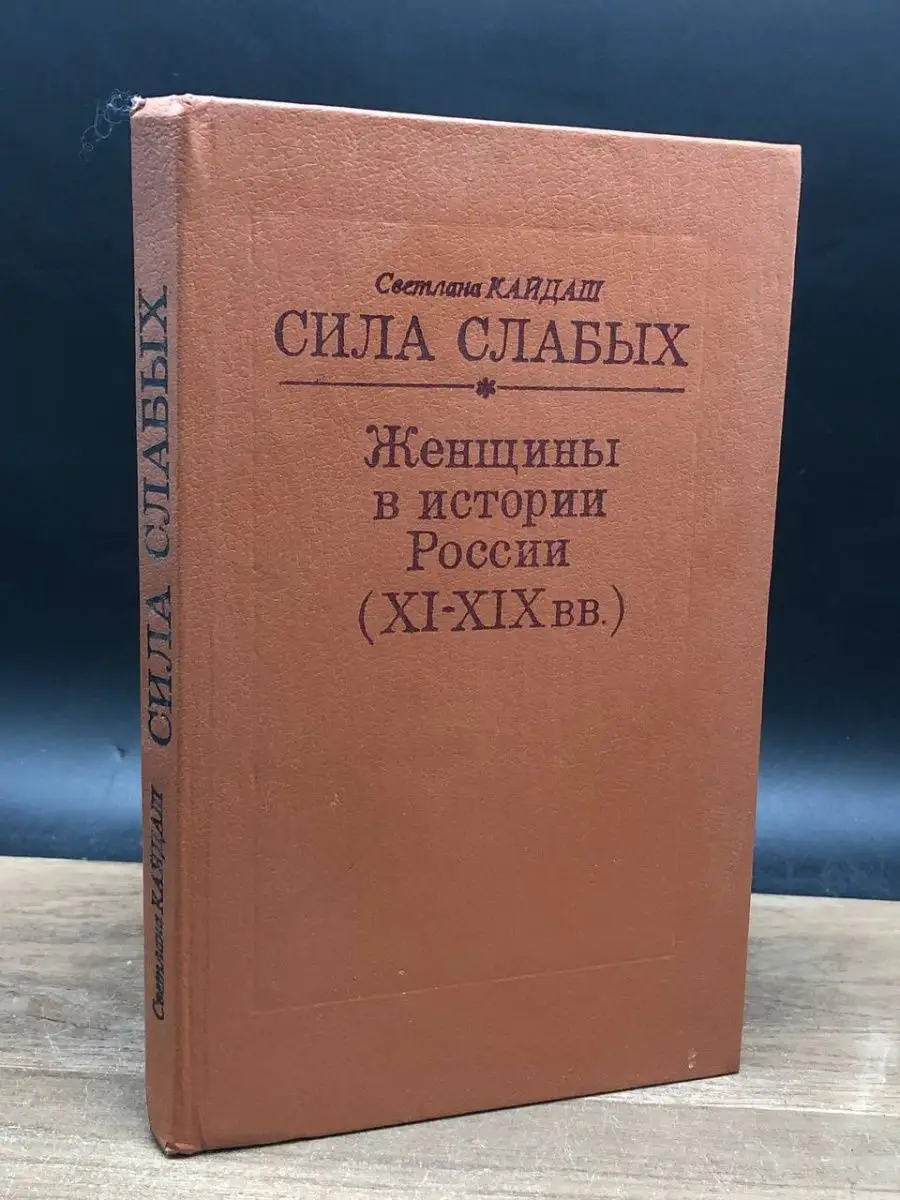 Светлана КАЙДАШ
СИЛА СЛАБЫХ
Женщины
в истории
России
(XI-XIX вв.)
Светлана КАЙДАШ СИЛА СЛАБЫХ